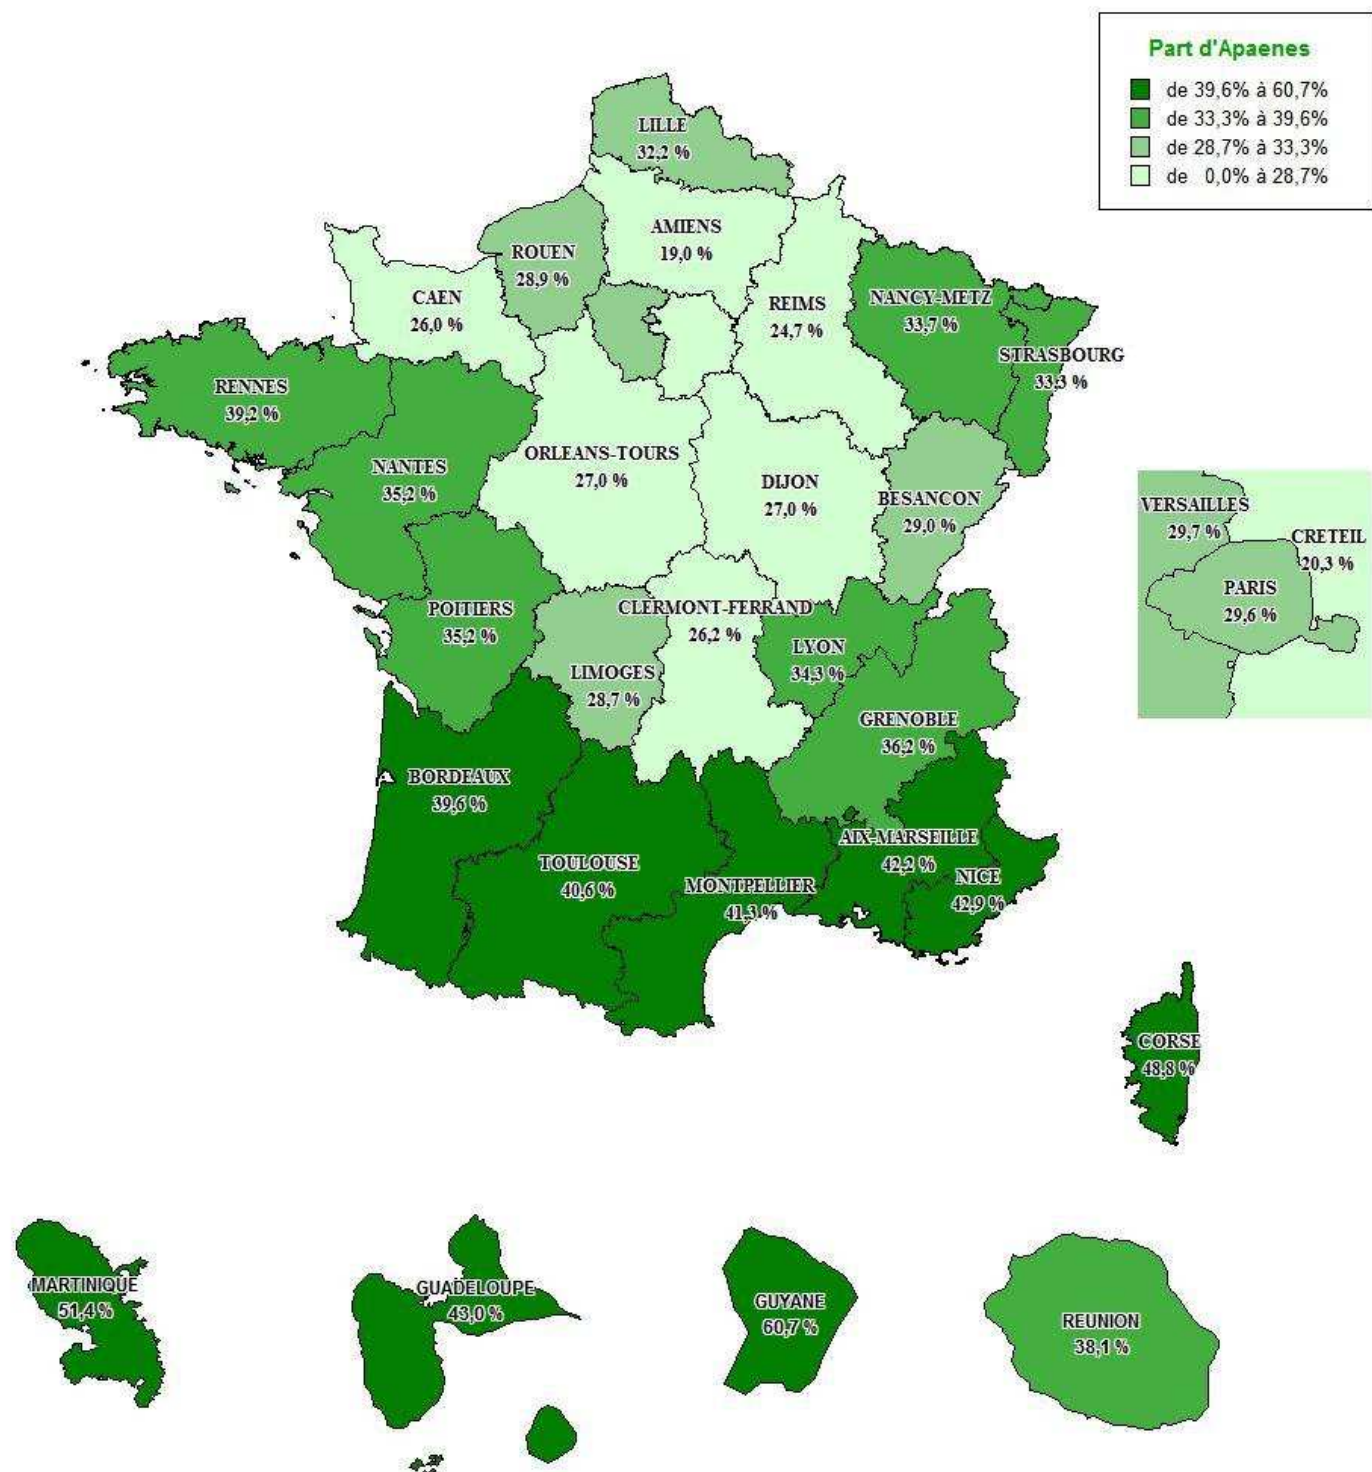 Part d'Apaenes
de 39,6% à 60,7%
de 33,3% à 39,6%
de 28,7% à 33,3%
de 0,0% à 28,7%
LILLE
32,2 %
AMIENS
19,0 %
ROUEN
28,9 %
CAEN
26,0 %
REIMS
24,7 %
NANCY-METZ
33,7 %
STRASBOURG
33,3 %
RENNES
39,2 %
NANTES
35,2 %
ORLEANS-TOURS
27,0 %
DIJON
27,0 %
BESANCON
29,0 %
VERSAILLES
29,7 %
CRETEIL
20,3 %
PARIS
29,6 %
POITIERS
35,2 %
LIMOGES
28,7 %
CLERMONT-FERRAND
26,2 %
LYON
34,3 %
GRENOBLE
36,2 %
BORDEAUX
39,6 %
TOULOUSE
40,6 %
MONTPELLIER
41,3 %
AIX-MARSEILLE
42,2 %
NICE
42,9 %
CORSE
48,8 %
MARTINIQUE
51,4 %
GUADELOUPE
43,0 %
GUYANE
60,7 %
REUNION
38,1 %